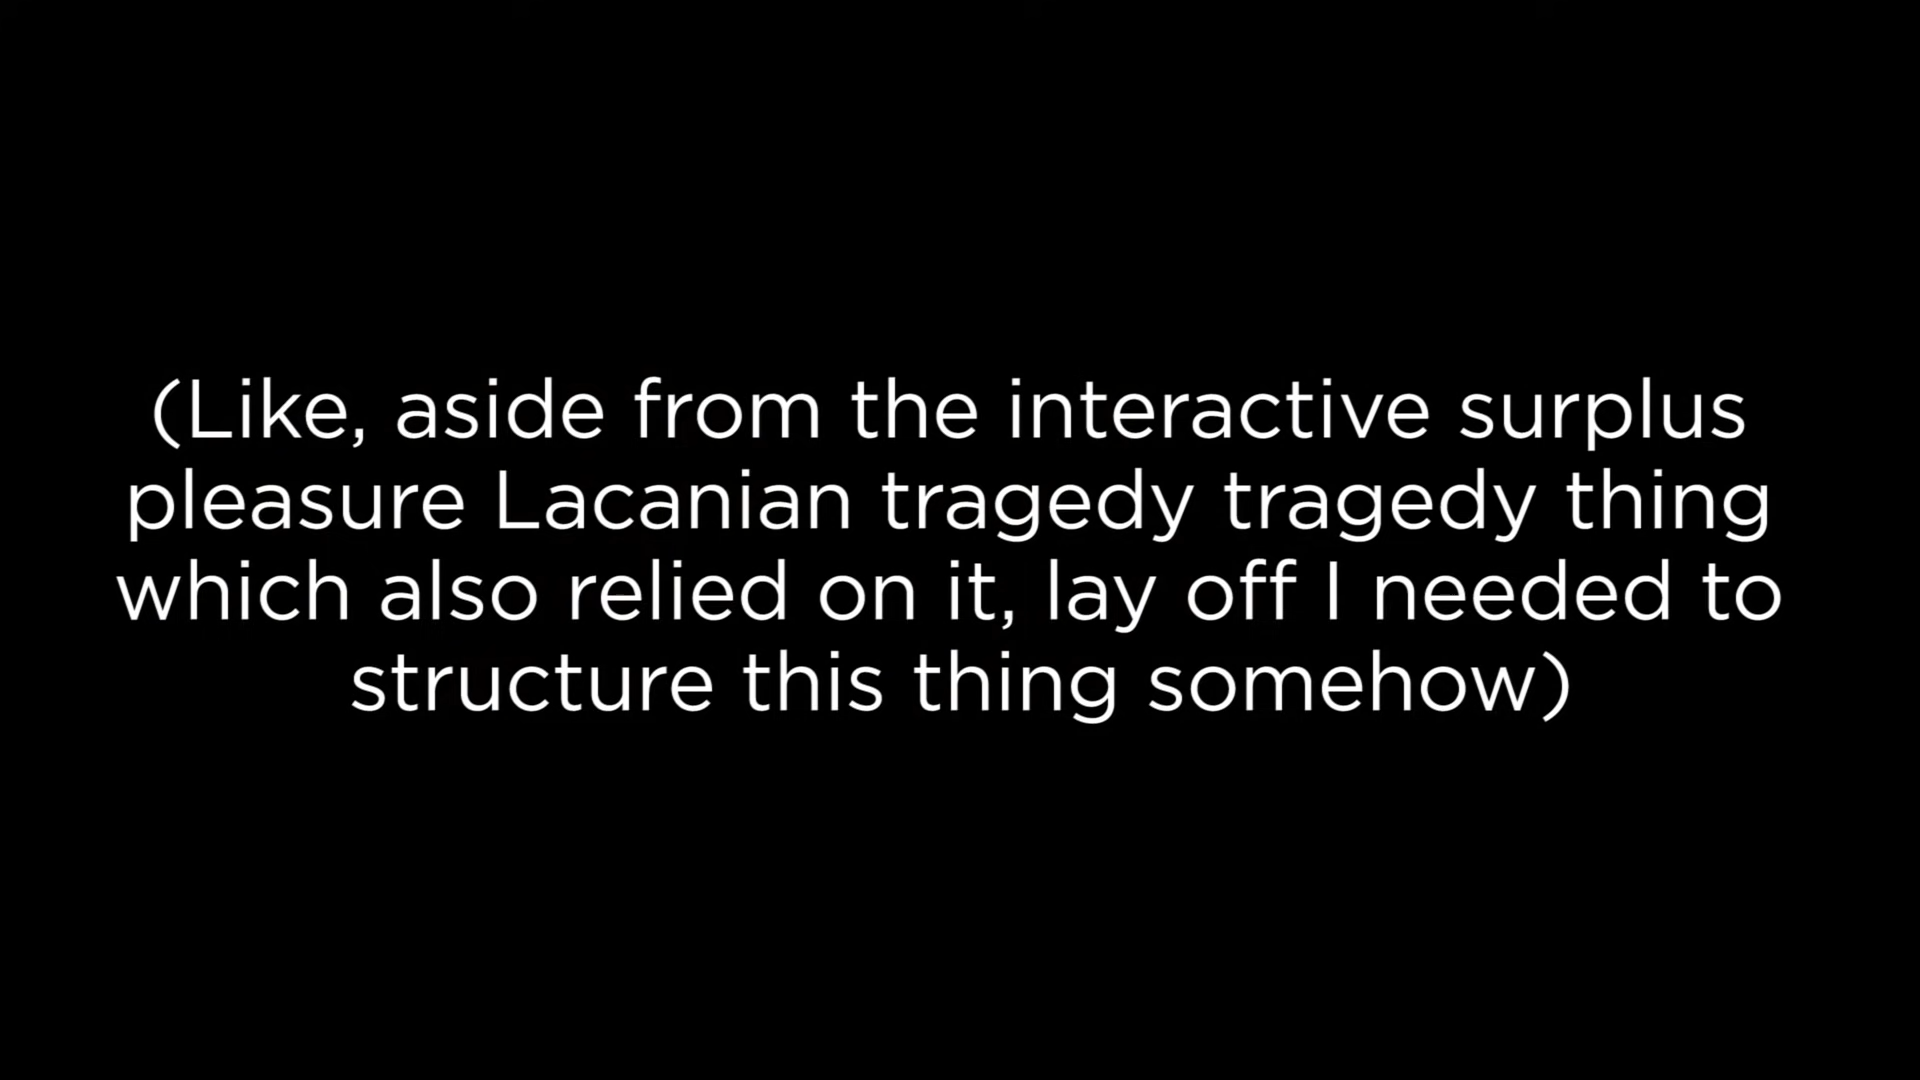 (Like, aside from the interactive surplus
pleasure Lacanian tragedy tragedy thing
which also relied on it, lay off I needed to
structure this thing somehow)